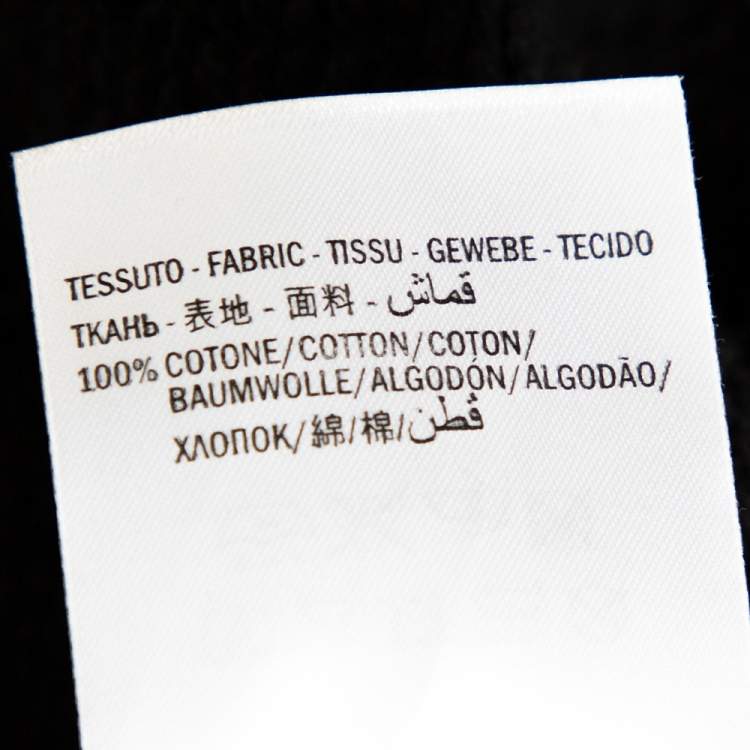 TESSUTO - FABRIC - TISSU - GEWEBE - TECIDO
ТКАНЬ - 表地 - 面料 - قماش
100% COTONE/COTTON/COTON/
BAUMWOLLE/ALGODÓN/ALGODÃO/
ХЛОПОК/綿/棉/قطن